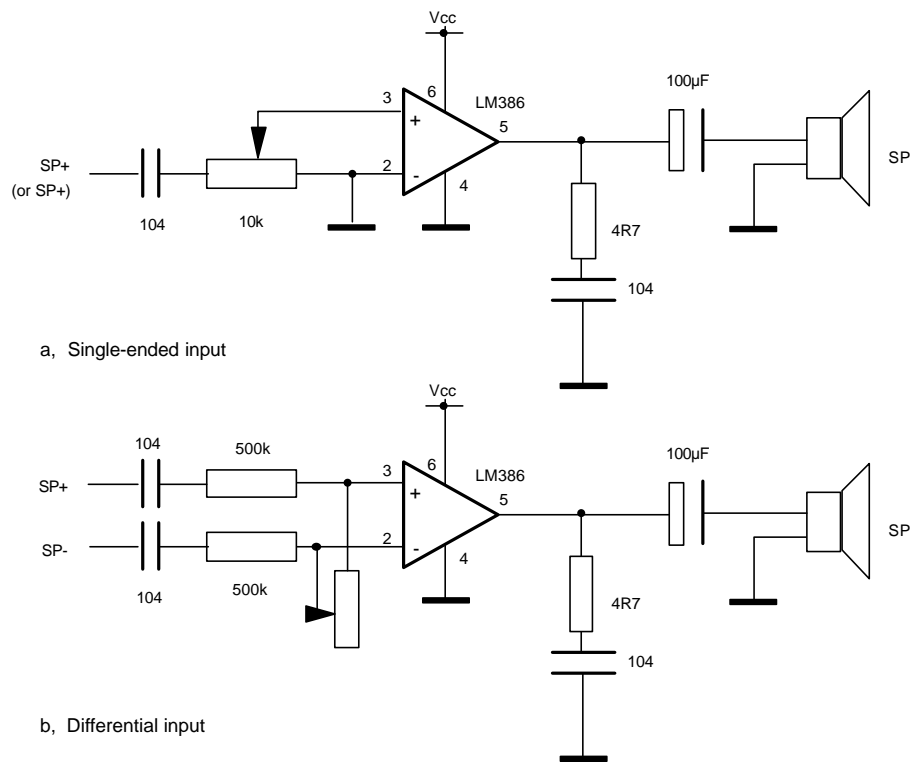 Vcc
6
LM386
3
+
5
2
-
4
SP+
(or SP+)
104
10k
100µF
SP
4R7
104
a, Single-ended input
Vcc
104
500k
6
LM386
3
+
5
SP+
SP-
2
-
4
104
500k
100µF
SP
4R7
104
b, Differential input